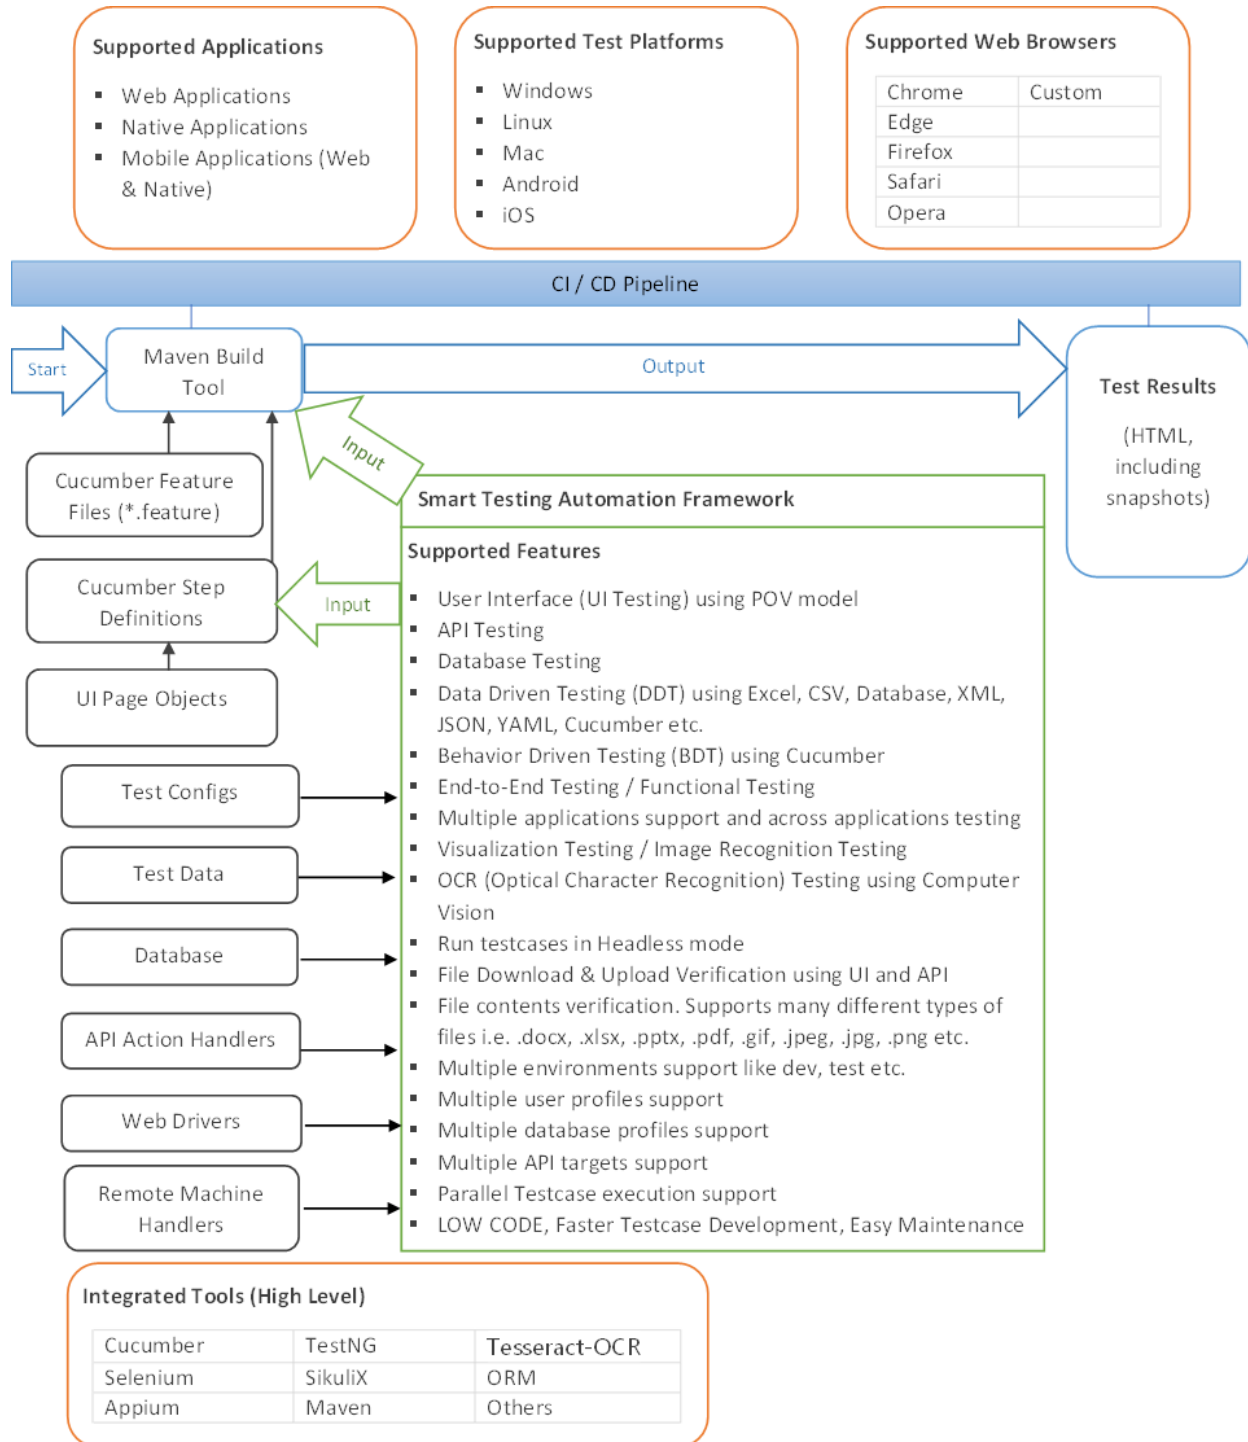 Supported Applications
▪ Web Applications
▪ Native Applications
▪ Mobile Applications (Web
& Native)
Supported Test Platforms
▪ Windows
▪ Linux
▪ Mac
▪ Android
▪ iOS
Supported Web Browsers
Chrome Custom
Edge
Firefox
Safari
Opera
CI / CD Pipeline
Start
Maven Build
Tool
Output
Test Results
(HTML,
including
snapshots)
Input
Cucumber Feature
Files (*.feature)
Cucumber Step
Definitions
Input
UI Page Objects
Test Configs
Test Data
Database
API Action Handlers
Web Drivers
Remote Machine
Handlers
Smart Testing Automation Framework
Supported Features
▪ User Interface (UI Testing) using POV model
▪ API Testing
▪ Database Testing
▪ Data Driven Testing (DDT) using Excel, CSV, Database, XML,
JSON, YAML, Cucumber etc.
▪ Behavior Driven Testing (BDT) using Cucumber
▪ End-to-End Testing / Functional Testing
▪ Multiple applications support and across applications testing
▪ Visualization Testing / Image Recognition Testing
▪ OCR (Optical Character Recognition) Testing using Computer
Vision
▪ Run testcases in Headless mode
▪ File Download & Upload Verification using UI and API
▪ File contents verification. Supports many different types of
files i.e. .docx, .xlsx, .pptx, .pdf, .gif, .jpeg, .jpg, .png etc.
▪ Multiple environments support like dev, test etc.
▪ Multiple user profiles support
▪ Multiple database profiles support
▪ Multiple API targets support
▪ Parallel Testcase execution support
▪ LOW CODE, Faster Testcase Development, Easy Maintenance
Integrated Tools (High Level)
Cucumber TestNG Tesseract-OCR
Selenium SikuliX ORM
Appium Maven Others